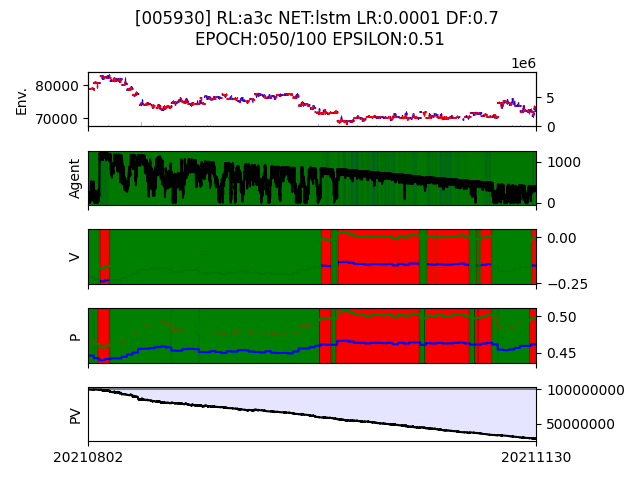 [005930] RL:a3c NET:lstm LR:0.0001 DF:0.7
EPOCH:050/100 EPSILON:0.51
1e6
Env.
80000
70000
5
0
Agent
1000
0
V
0.00
−0.25
P
0.50
0.45
PV
100000000
50000000
20210802
20211130